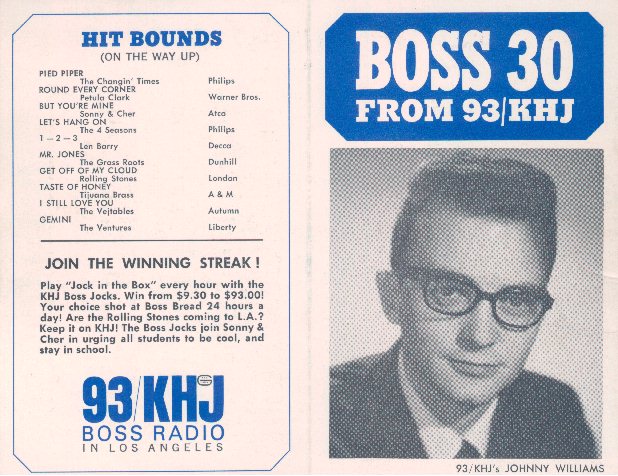 HIT BOUNDS
(ON THE WAY UP)
PIED PIPER
The Changin' Times Philips
ROUND EVERY CORNER
Petula Clark Warner Bros.
BUT YOU'RE MINE
Sonny & Cher Atco
LET'S HANG ON
The 4 Seasons Philips
1 – 2 – 3
Len Barry Decca
MR. JONES
The Grass Roots Dunhill
GET OFF OF MY CLOUD
Rolling Stones London
TASTE OF HONEY
Tijuana Brass A & M
I STILL LOVE YOU
The Vejtables Autumn
GEMINI
The Ventures Liberty
JOIN THE WINNING STREAK!
Play "Jock in the Box" every hour with the
KHJ Boss Jocks. Win from $9.30 to $93.00!
Your choice shot at Boss Bread 24 hours a
day! Are the Rolling Stones coming to L.A.?
Keep it on KHJ! The Boss Jocks join Sonny &
Cher in urging all students to be cool, and
stay in school.
93/KHJ
BOSS RADIO
IN LOS ANGELES
BOSS 30
FROM 93/KHJ
93/KHJ's JOHNNY WILLIAMS